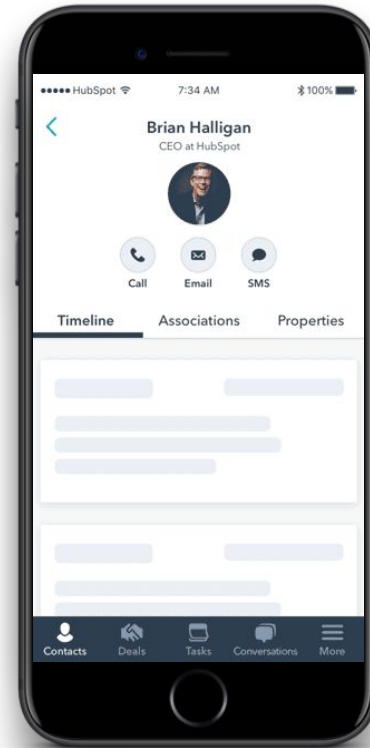 HubSpot 7:34 AM 100%
Brian Halligan
CEO at HubSpot
Call Email SMS
Timeline Associations Properties
Contacts Deals Tasks Conversations More